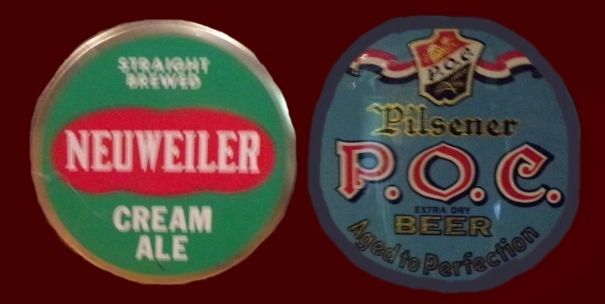 STRAIGHT
BREWED
NEUWEILER
CREAM
ALE
P.O.C.
Pilsener
P.O.C.
EXTRA DRY
BEER
Aged to Perfection